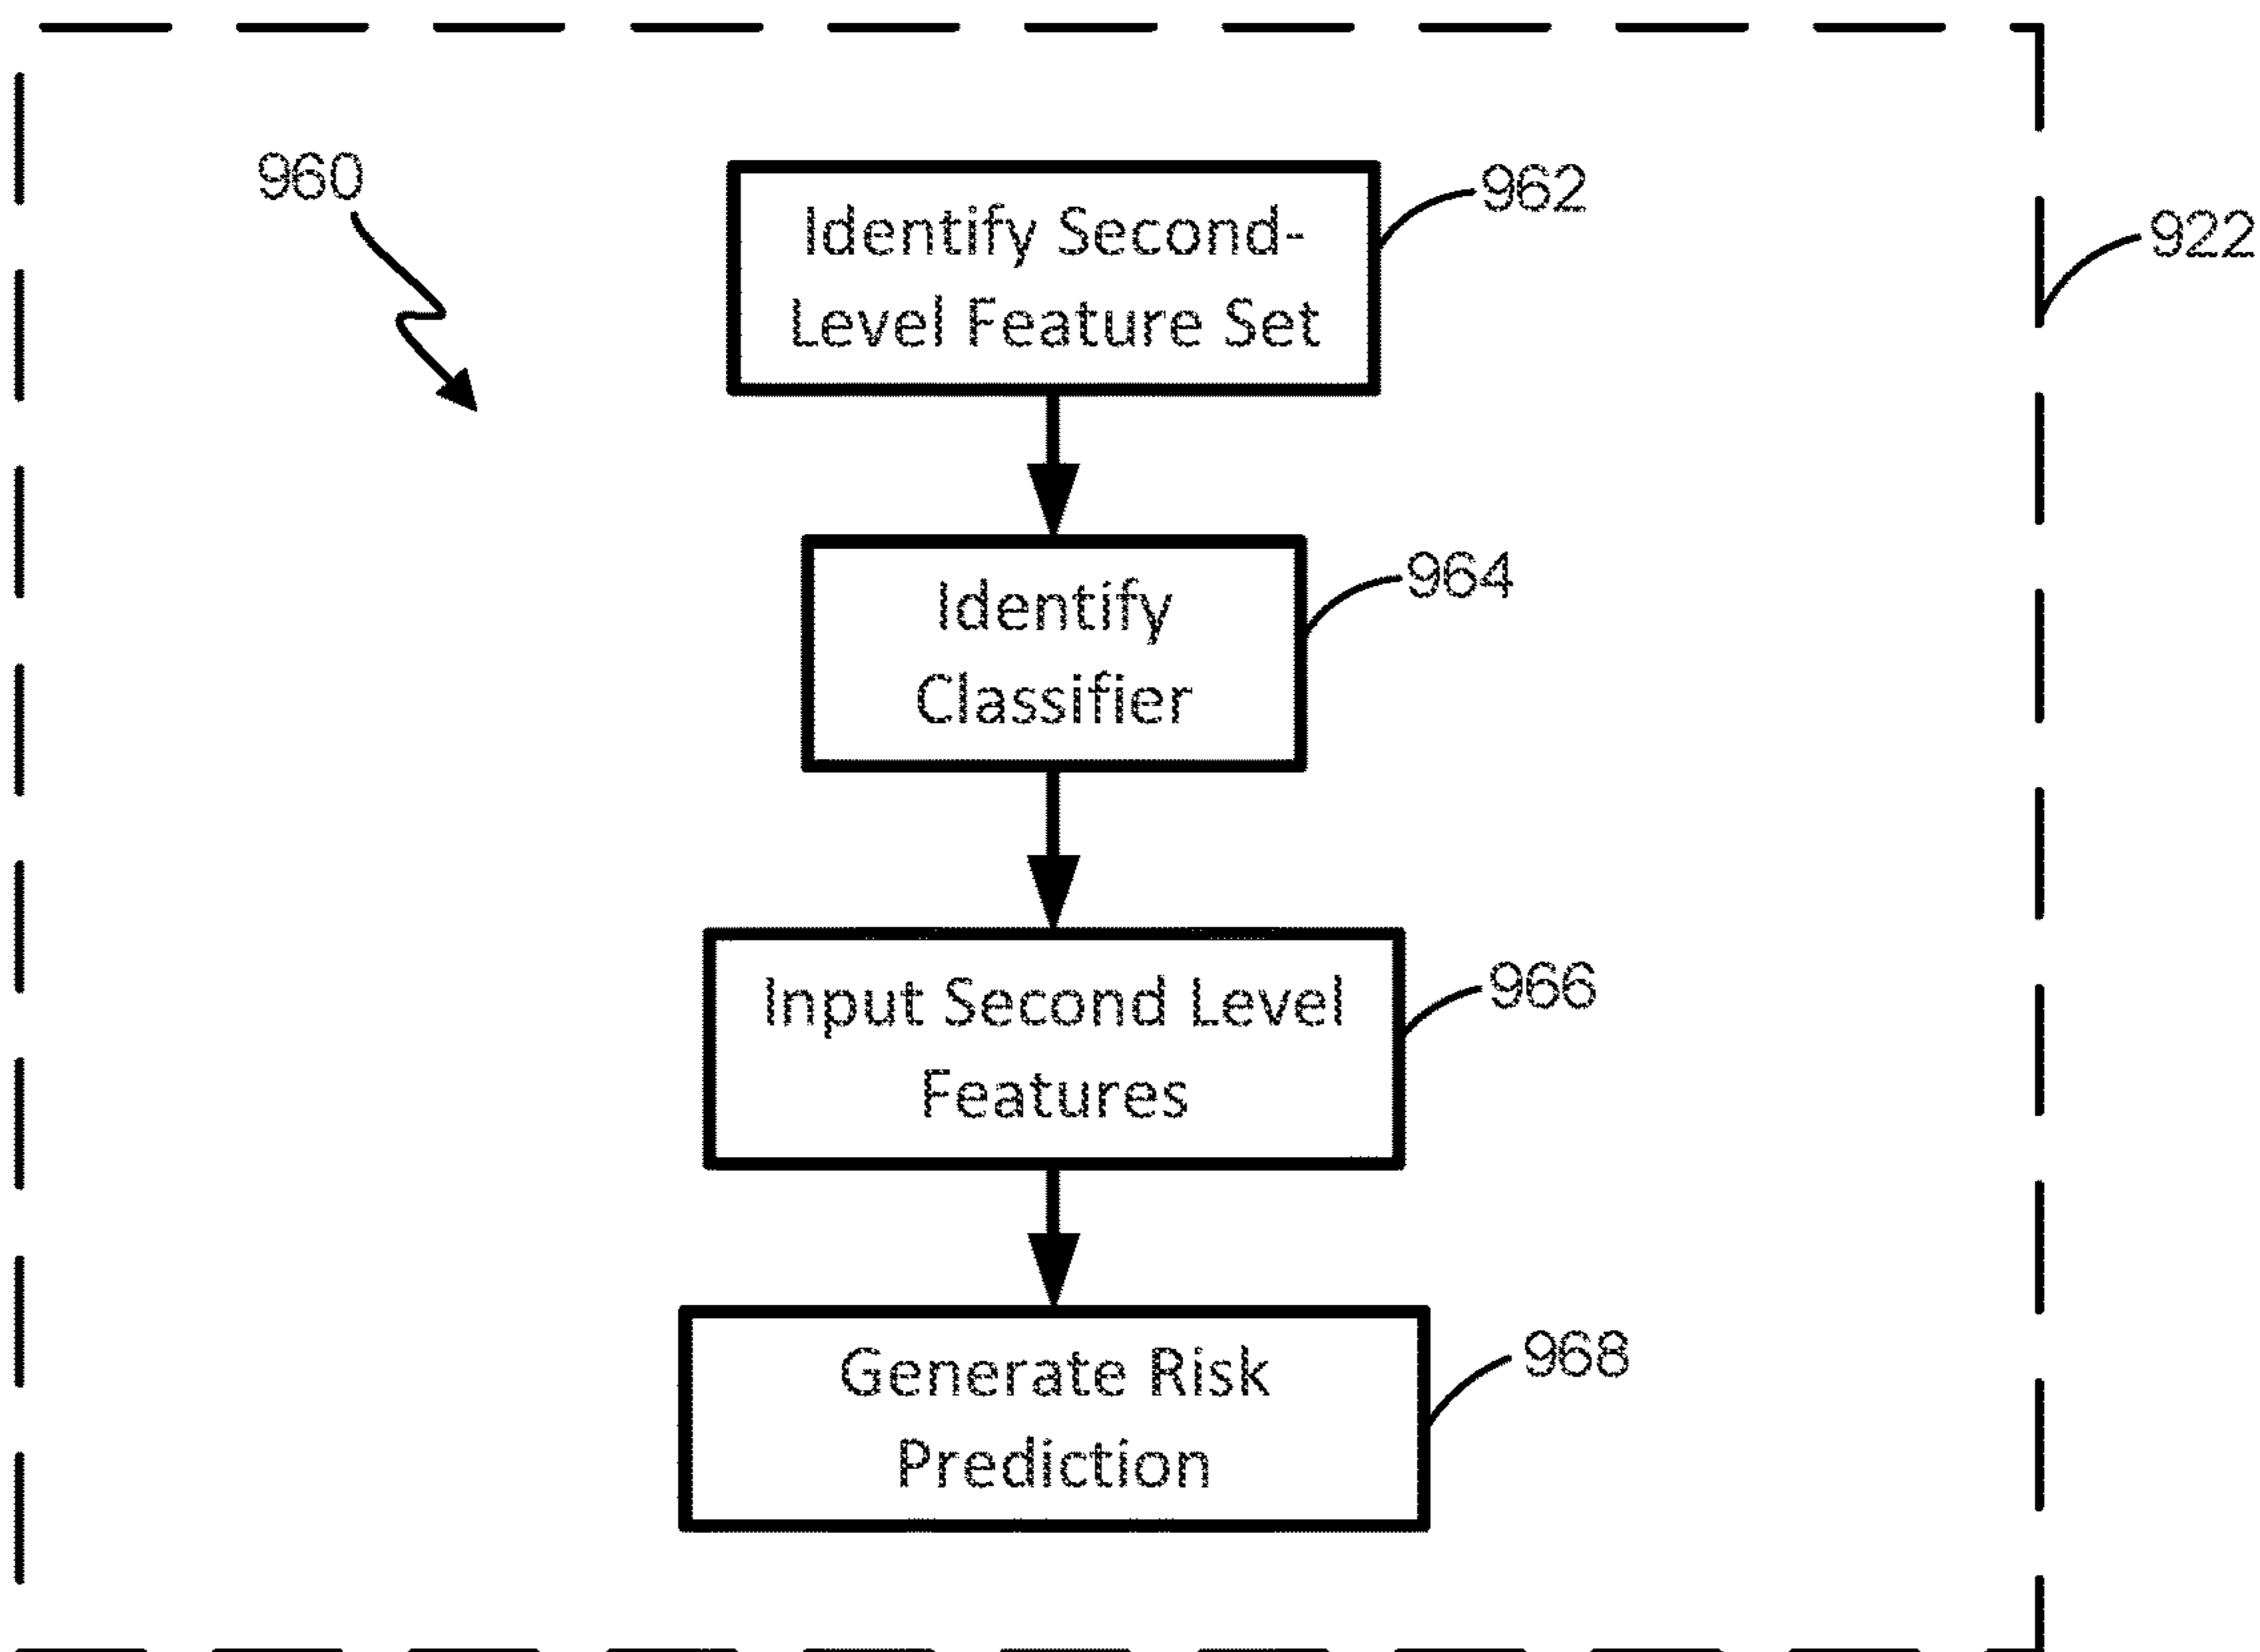 960
Identify Second-
Level Feature Set
962
922
Identify
Classifier
964
Input Second Level
Features
966
Generate Risk
Prediction
968